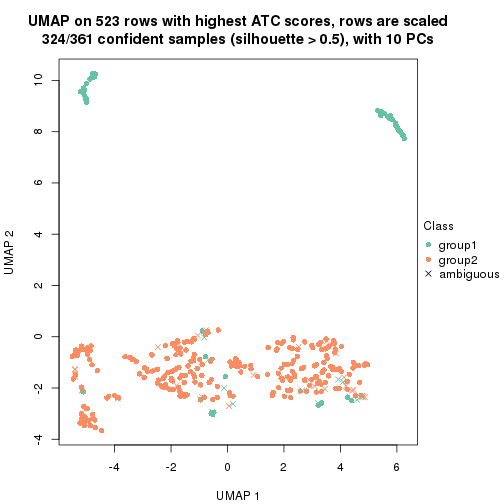 UMAP on 523 rows with highest ATC scores, rows are scaled
324/361 confident samples (silhouette > 0.5), with 10 PCs
10
8
6
4
2
0
-2
-4
UMAP 2
-4
-2
0
2
4
6
UMAP 1
Class
group1
group2
ambiguous